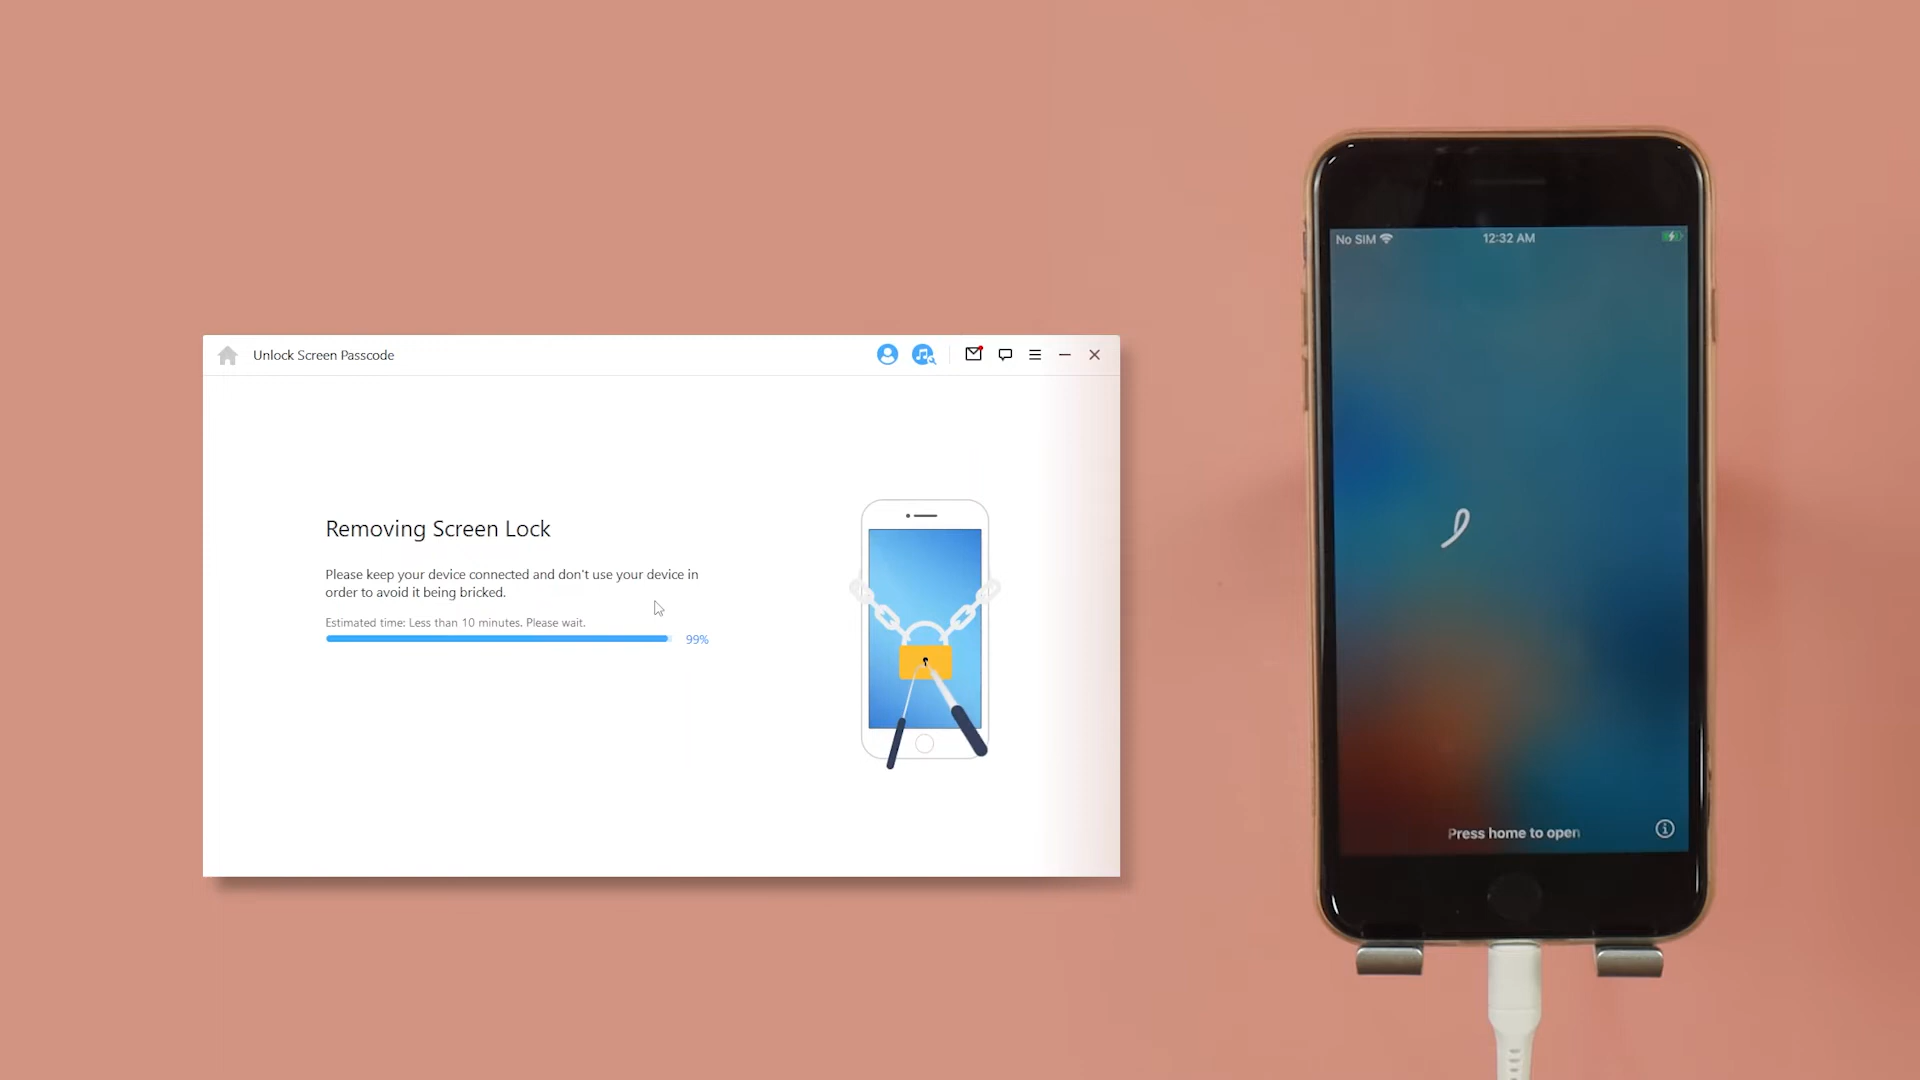 Unlock Screen Passcode
Removing Screen Lock
Please keep your device connected and don't use your device in
order to avoid it being bricked.
Estimated time: Less than 10 minutes. Please wait.
99%
No SIM
12:32 AM
Press home to open